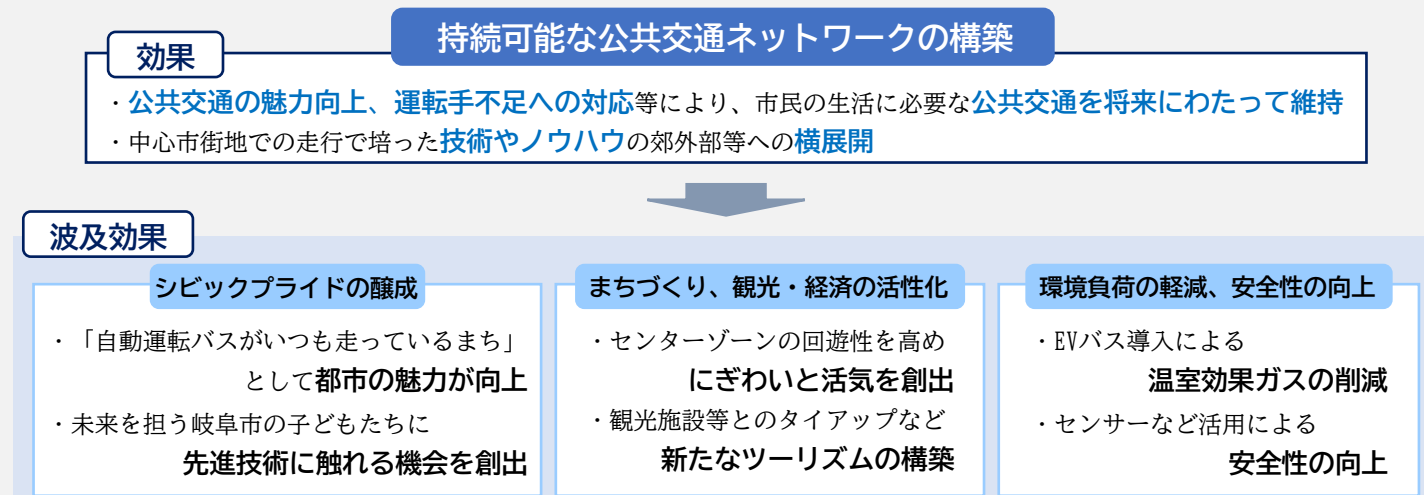 持続可能な公共交通ネットワークの構築
効果
・公共交通の魅力向上、運転手不足への対応等により、市民の生活に必要な公共交通を将来にわたって維持
・中心市街地での走行で培った技術やノウハウの郊外部等への横展開
波及効果
シビックプライドの醸成
・「自動運転バスがいつも走っているまち」
として都市の魅力が向上
・未来を担う岐阜市の子どもたちに
先進技術に触れる機会を創出
まちづくり、観光・経済の活性化
・センターゾーンの回遊性を高め
にぎわいと活気を創出
・観光施設等とのタイアップなど
新たなツーリズムの構築
環境負荷の軽減、安全性の向上
・EVバス導入による
温室効果ガスの削減
・センサーなど活用による
安全性の向上